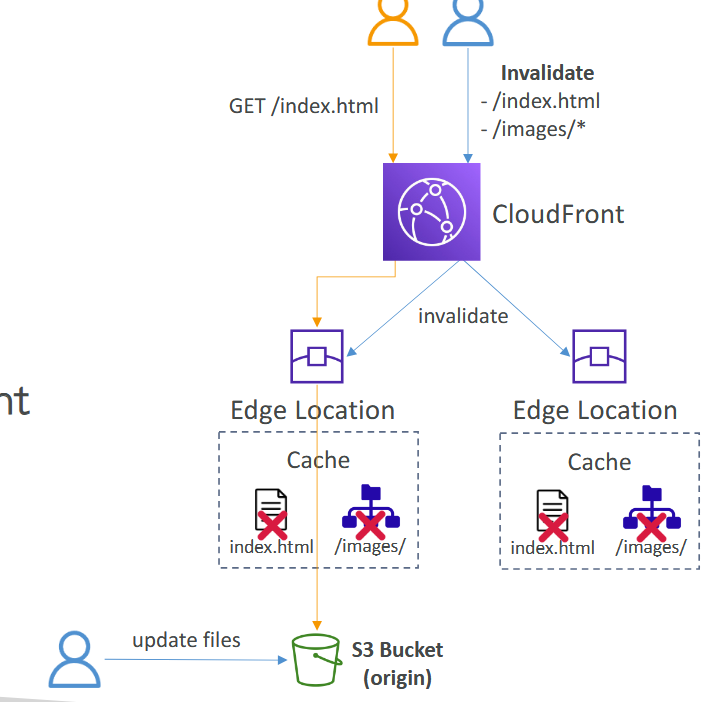 Invalidate
GET /index.html
- /index.html
- /images/*
CloudFront
invalidate
nt
Edge Location
Edge Location
Cache
Cache
index.html
/images/
index.html
/images/
update files
S3 Bucket
(origin)